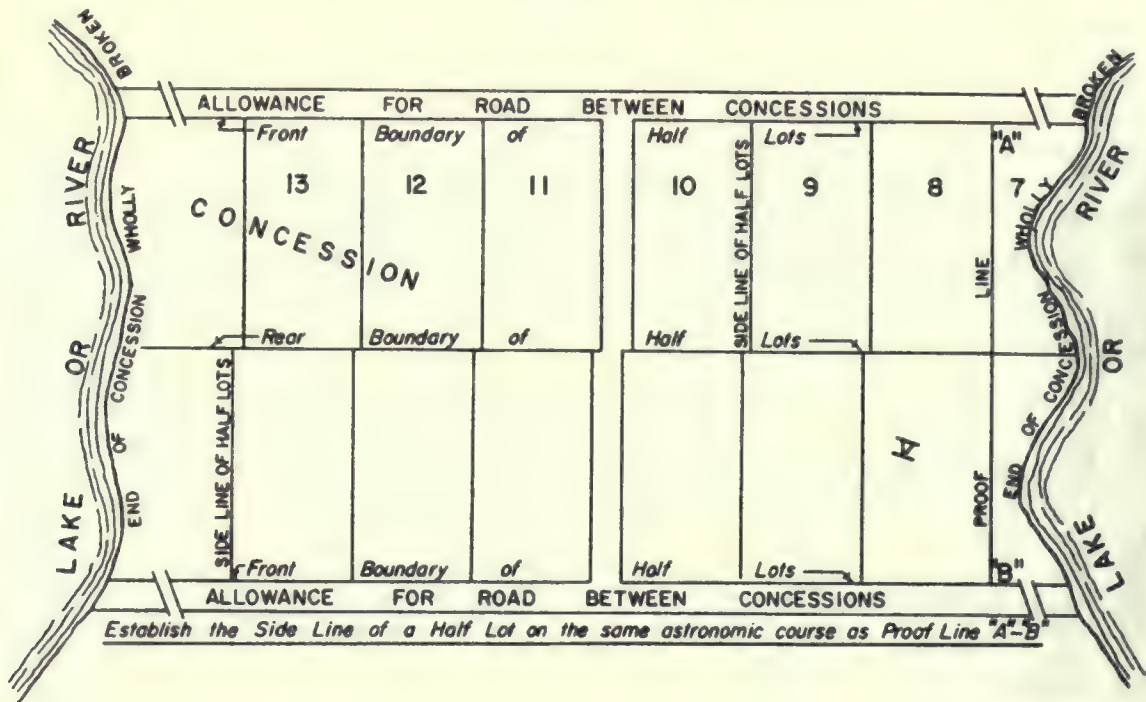 BROKEN
BROKEN
ALLOWANCE FOR ROAD BETWEEN CONCESSIONS
Front Boundary of Half Lots "A"
13 12 11 10 9 8 7
RIVER
WHOLLY
CONCESSION
SIDE LINE OF HALF LOTS
LINE
WHOLLY
RIVER
Rear Boundary of Half Lots
OR
END OF CONCESSION
SIDE LINE OF HALF LOTS
PROOF
END OF CONCESSION
OR
LAKE
LAKE
Front Boundary of Half Lots "B"
ALLOWANCE FOR ROAD BETWEEN CONCESSIONS
Establish the Side Line of a Half Lot on the same astronomic course as Proof Line "A"-"B"